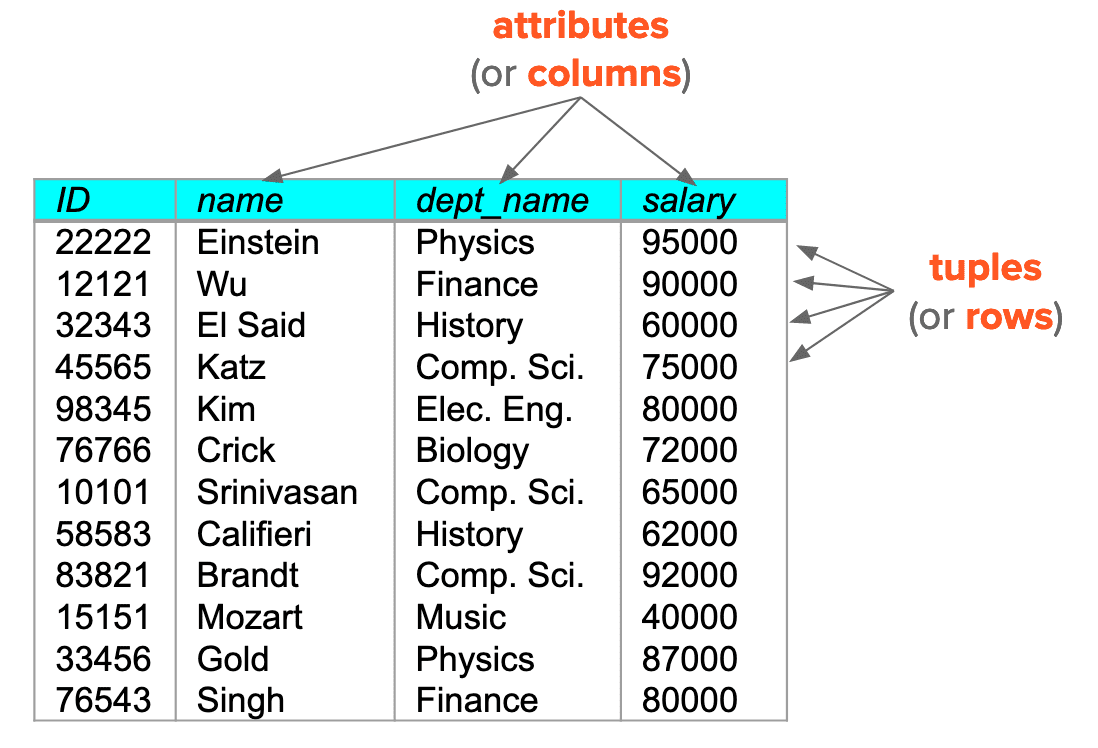 attributes
(or columns)
ID name dept_name salary
22222 Einstein Physics 95000
12121 Wu Finance 90000
32343 El Said History 60000
45565 Katz Comp. Sci. 75000
98345 Kim Elec. Eng. 80000
76766 Crick Biology 72000
10101 Srinivasan Comp. Sci. 65000
58583 Califieri History 62000
83821 Brandt Comp. Sci. 92000
15151 Mozart Music 40000
33456 Gold Physics 87000
76543 Singh Finance 80000
tuples
(or rows)